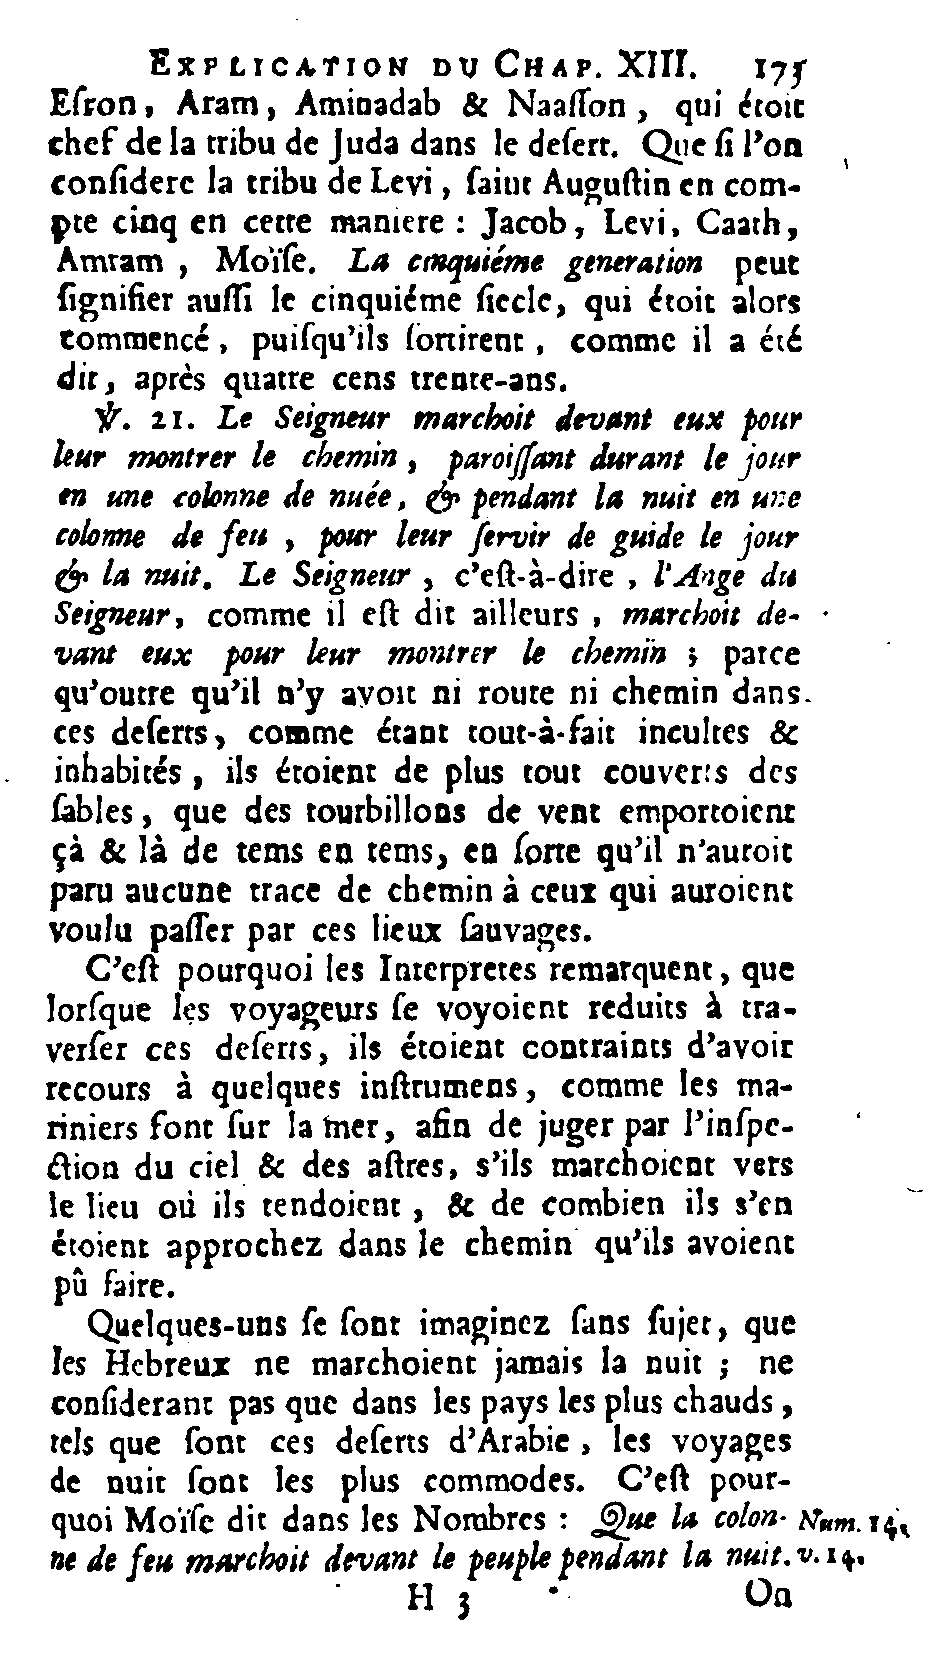 EXPLICATION DU CHAP. XIII. 175
Eſron, Aram, Aminadab & Naaſſon, qui étoit
chef de la tribu de Juda dans le deſert. Que ſi l'on
conſidere la tribu de Levi, ſaint Auguſtin en com-
pte cinq en cette maniere : Jacob, Levi, Caath,
Amram, Moïſe. La cinquiéme generation peut
ſignifier auſſi le cinquiéme ſiecle, qui étoit alors
commencé, puiſqu'ils ſortirent, comme il a été
dit, après quatre cens trente-ans.
℣. 21. Le Seigneur marchoit devant eux pour
leur montrer le chemin, paroiſſant durant le jour
en une colonne de nuée, & pendant la nuit en une
colonne de feu, pour leur ſervir de guide le jour
& la nuit. Le Seigneur, c'eſt-à-dire, l'Ange du
Seigneur, comme il eſt dit ailleurs, marchoit de-
vant eux pour leur montrer le chemin ; parce
qu'outre qu'il n'y avoit ni route ni chemin dans
ces deſerts, comme étant tout-à-fait incultes &
inhabités, ils étoient de plus tout couverts des
ſables, que des tourbillons de vent emportoient
çà & là de tems en tems, en ſorte qu'il n'auroit
paru aucune trace de chemin à ceux qui auroient
voulu paſſer par ces lieux ſauvages.
C'eſt pourquoi les Interpretes remarquent, que
lorſque les voyageurs ſe voyoient reduits à tra-
verſer ces deſerts, ils étoient contraints d'avoir
recours à quelques inſtrumens, comme les ma-
riniers font ſur la mer, afin de juger par l'inſpe-
ction du ciel & des aſtres, s'ils marchoient vers
le lieu où ils tendoient, & de combien ils s'en
étoient approchez dans le chemin qu'ils avoient
pû faire.
Quelques-uns ſe ſont imaginez ſans ſujet, que
les Hebreux ne marchoient jamais la nuit ; ne
conſiderant pas que dans les pays les plus chauds,
tels que ſont ces deſerts d'Arabie, les voyages
de nuit ſont les plus commodes. C'eſt pour-
quoi Moïſe dit dans les Nombres : Que la colon- Num. 14.
ne de feu marchoit devant le peuple pendant la nuit. v. 14.
H 3 On